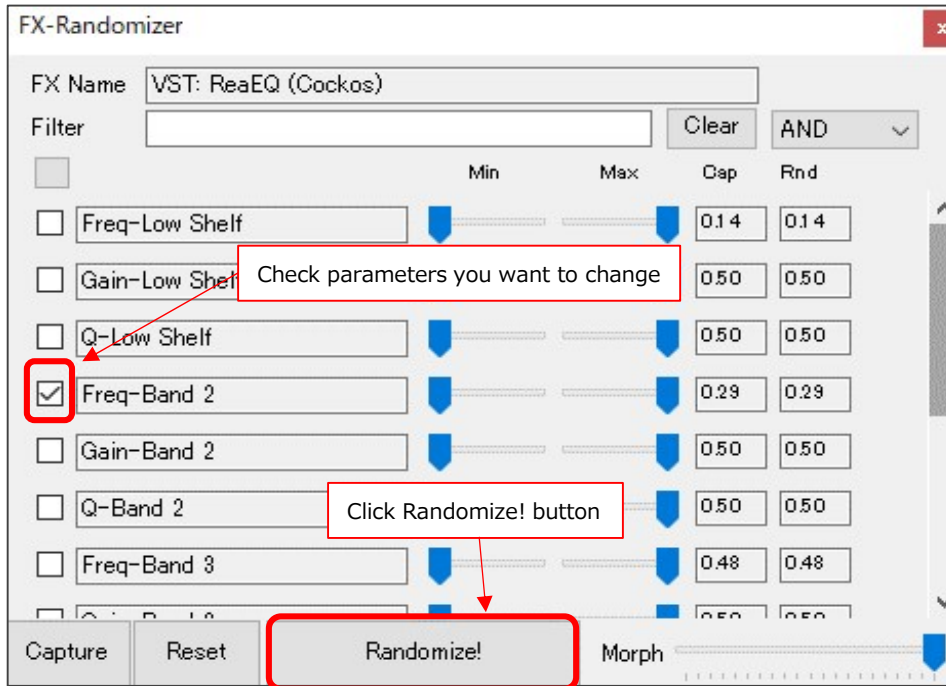 FX-Randomizer
FX Name VST: ReaEQ (Cockos)
Filter Clear AND
Min Max Cap Rnd
Freq-Low Shelf 0.14 0.14
Check parameters you want to change
Gain-Low Shelf 0.50 0.50
Q-Low Shelf 0.50 0.50
Freq-Band 2 0.29 0.29
Gain-Band 2 0.50 0.50
Q-Band 2 0.50 0.50
Click Randomize! button
Freq-Band 3 0.48 0.48
Capture Reset Randomize! Morph